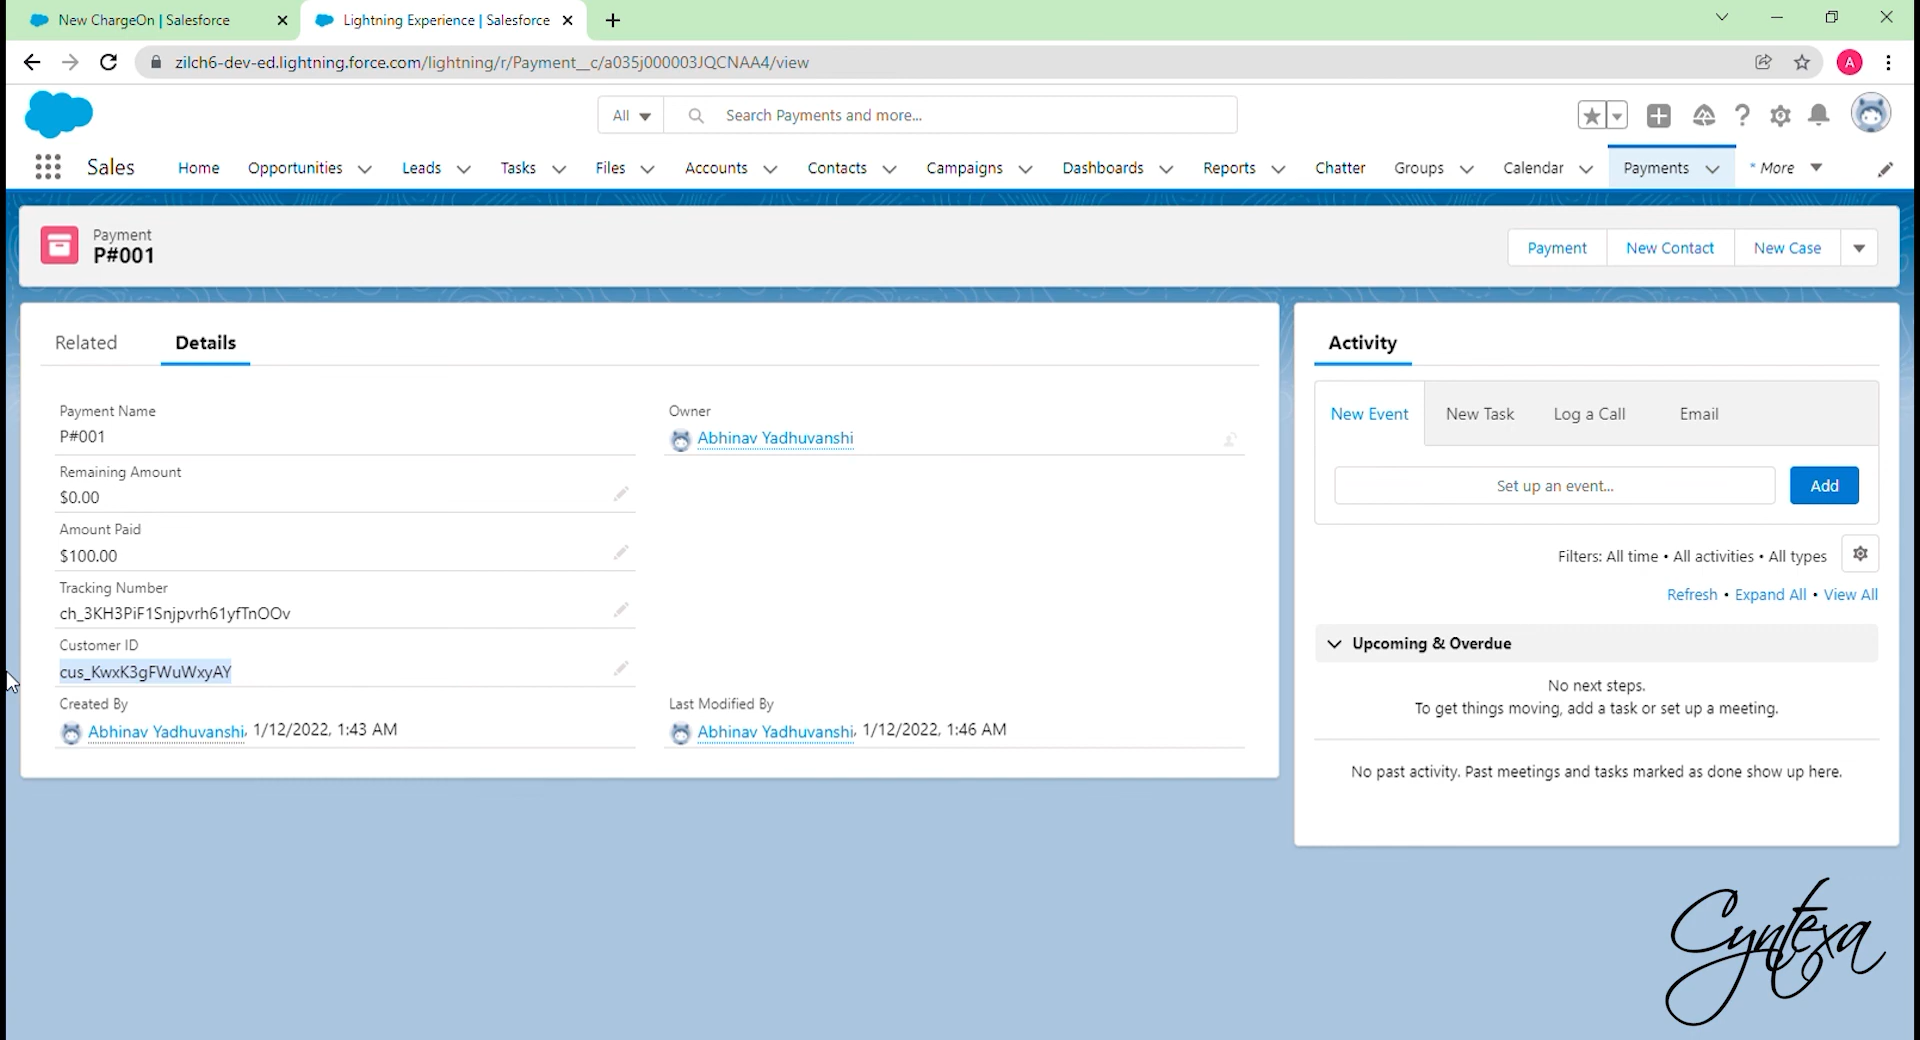 New ChargeOn | Salesforce
Lightning Experience | Salesforce
zilch6-dev-ed.lightning.force.com/lightning/r/Payment__c/a035j000003JQCNAA4/view
A
All
Search Payments and more...
Sales
Home
Opportunities
Leads
Tasks
Files
Accounts
Contacts
Campaigns
Dashboards
Reports
Chatter
Groups
Calendar
Payments
* More
Payment
P#001
Payment
New Contact
New Case
Related
Details
Payment Name
P#001
Owner
Abhinav Yadhuvanshi
Remaining Amount
$0.00
Amount Paid
$100.00
Tracking Number
ch_3KH3PiF1Snjpvrh61yfTnOOv
Customer ID
cus_KwxK3gFWuWxyAY
Created By
Abhinav Yadhuvanshi, 1/12/2022, 1:43 AM
Last Modified By
Abhinav Yadhuvanshi, 1/12/2022, 1:46 AM
Activity
New Event
New Task
Log a Call
Email
Set up an event...
Add
Filters: All time • All activities • All types
Refresh • Expand All • View All
Upcoming & Overdue
No next steps.
To get things moving, add a task or set up a meeting.
No past activity. Past meetings and tasks marked as done show up here.
Cyntexa